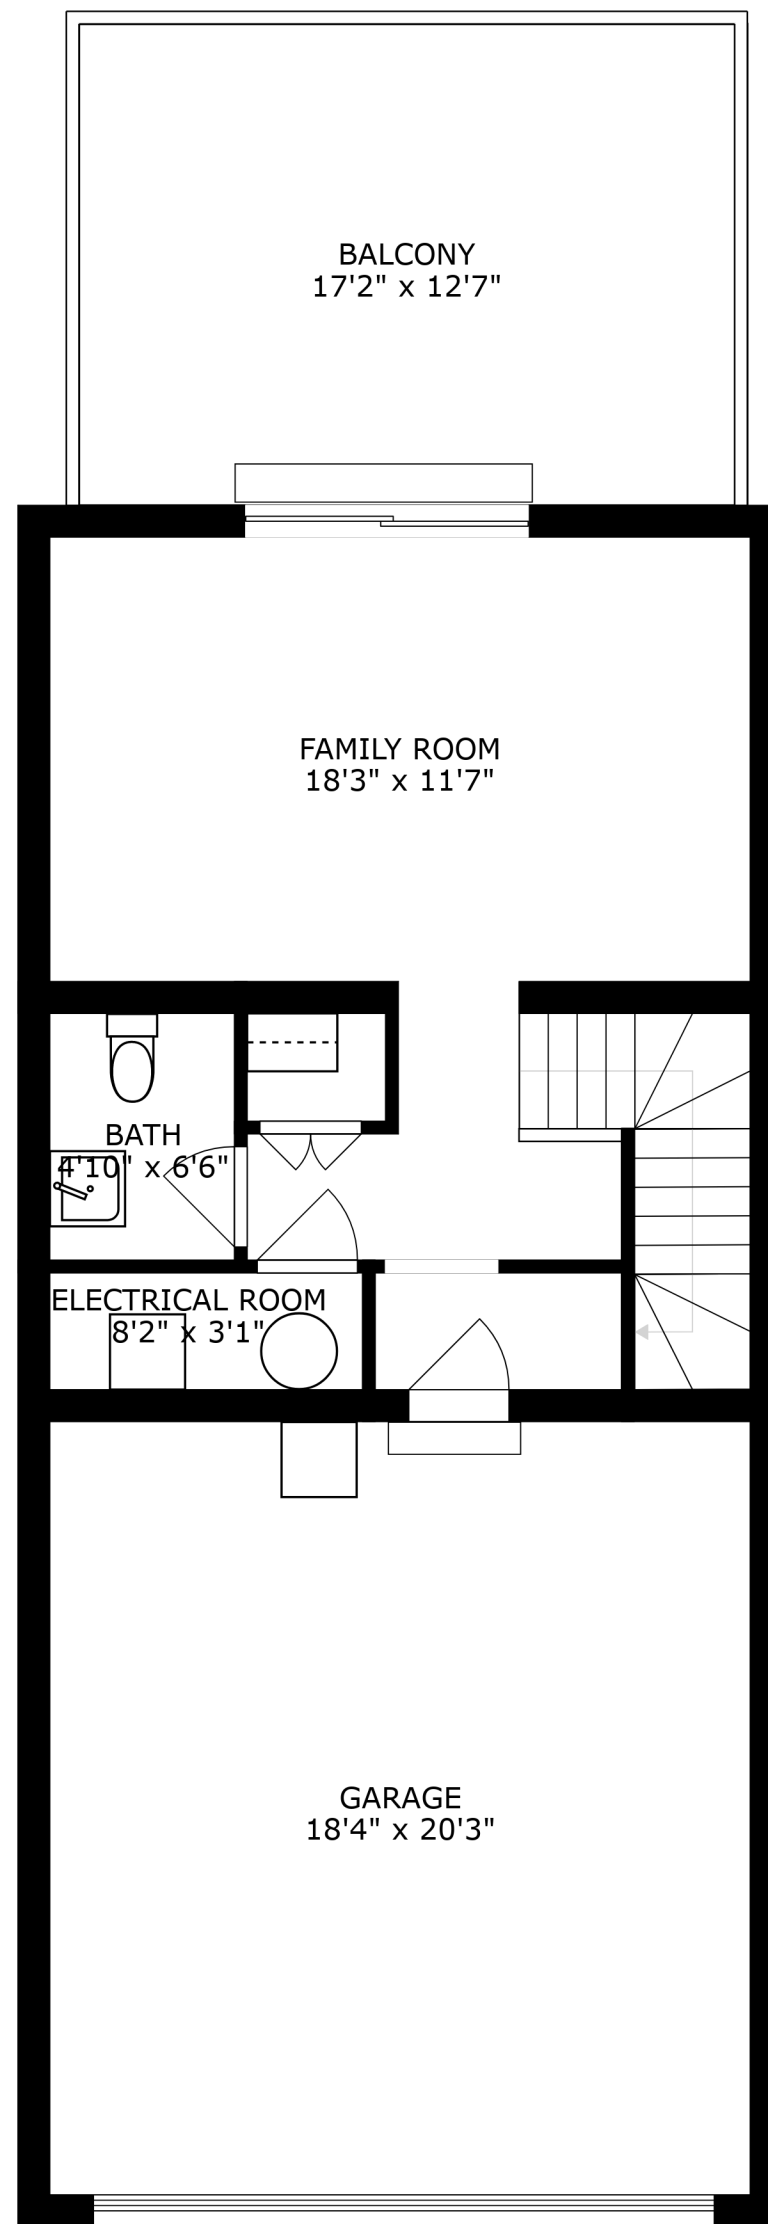 BALCONY
17'2" x 12'7"
FAMILY ROOM
18'3" x 11'7"
BATH
4'10" x 6'6"
ELECTRICAL ROOM
8'2" x 3'1"
GARAGE
18'4" x 20'3"